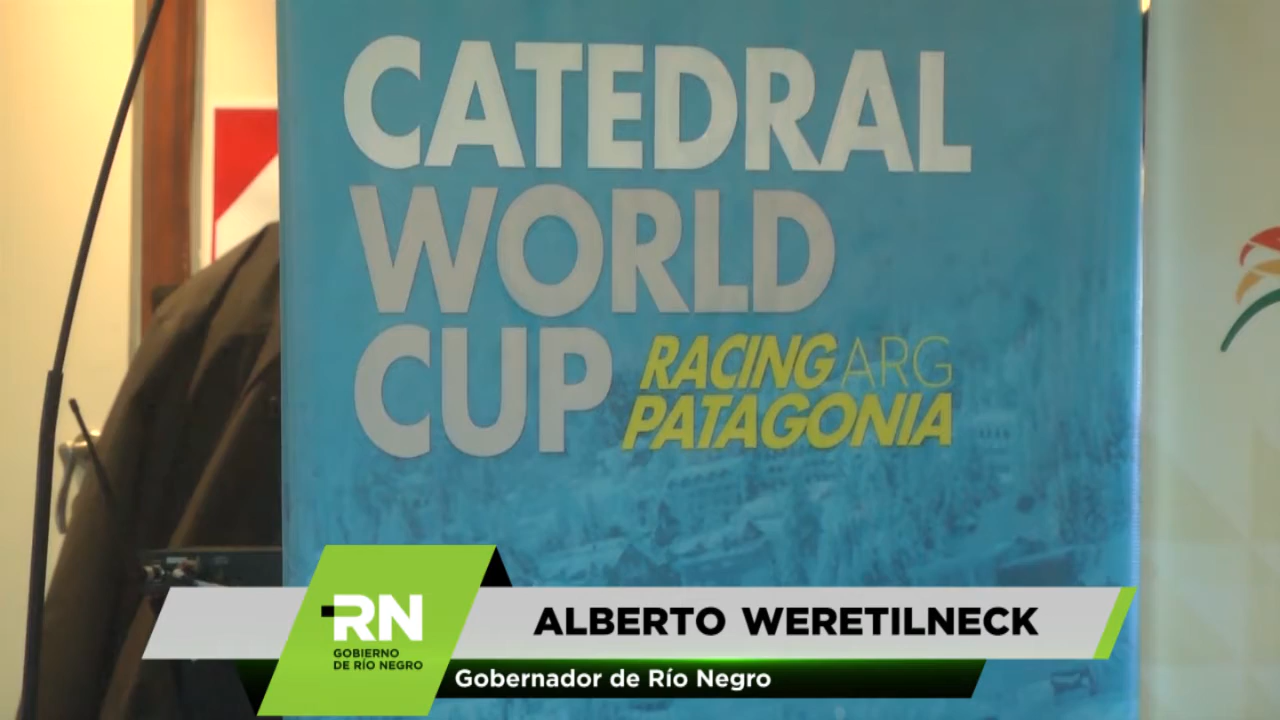 CATEDRAL
WORLD
CUP
RACING ARG
PATAGONIA
RN
GOBIERNO
DE RÍO NEGRO
ALBERTO WERETILNECK
Gobernador de Río Negro